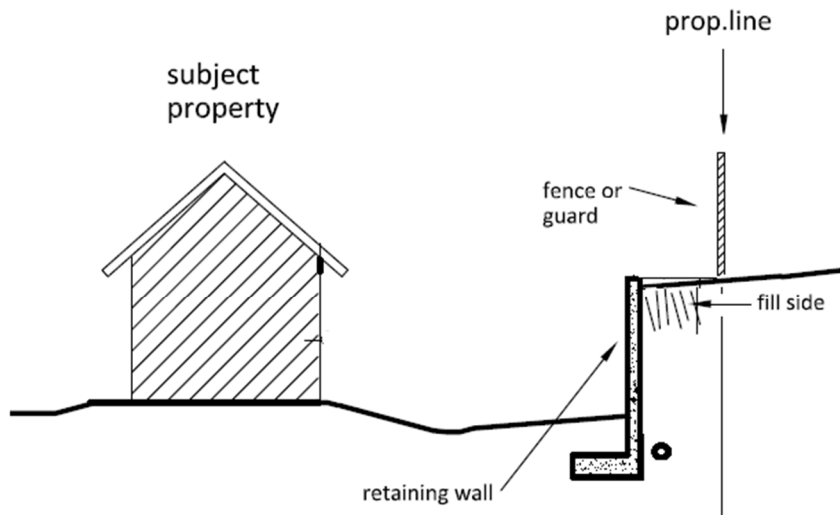 prop.line
subject
property
fence or
guard
fill side
retaining wall